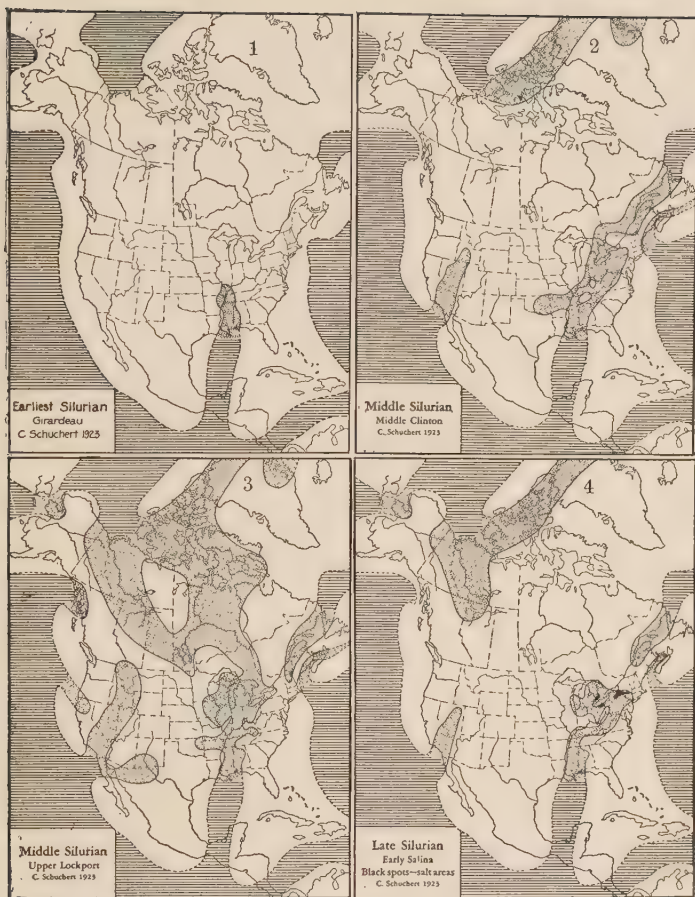 1
Earliest Silurian
Girardeau
C Schuchert 1923
2
Middle Silurian
Middle Clinton
C. Schuchert 1923
3
Middle Silurian
Upper Lockport
C. Schuchert 1923
4
Late Silurian
Early Salina
Black spots—salt areas
C. Schuchert 1923